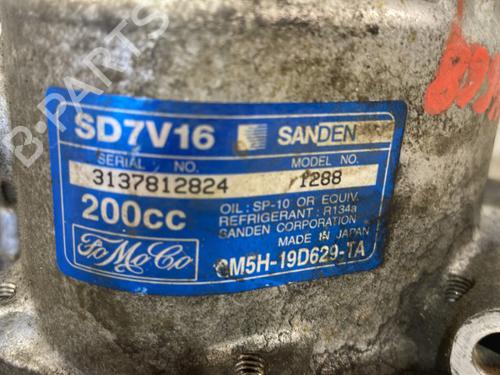 B-PARTS
SD7V16 SANDEN
SERIAL NO. MODEL NO.
3137812824 1288
200cc
OIL: SP-10 OR EQUIV.
REFRIGERANT: R134a
SANDEN CORPORATION
MADE IN JAPAN
FoMoCo
CM5H-19D629-TA